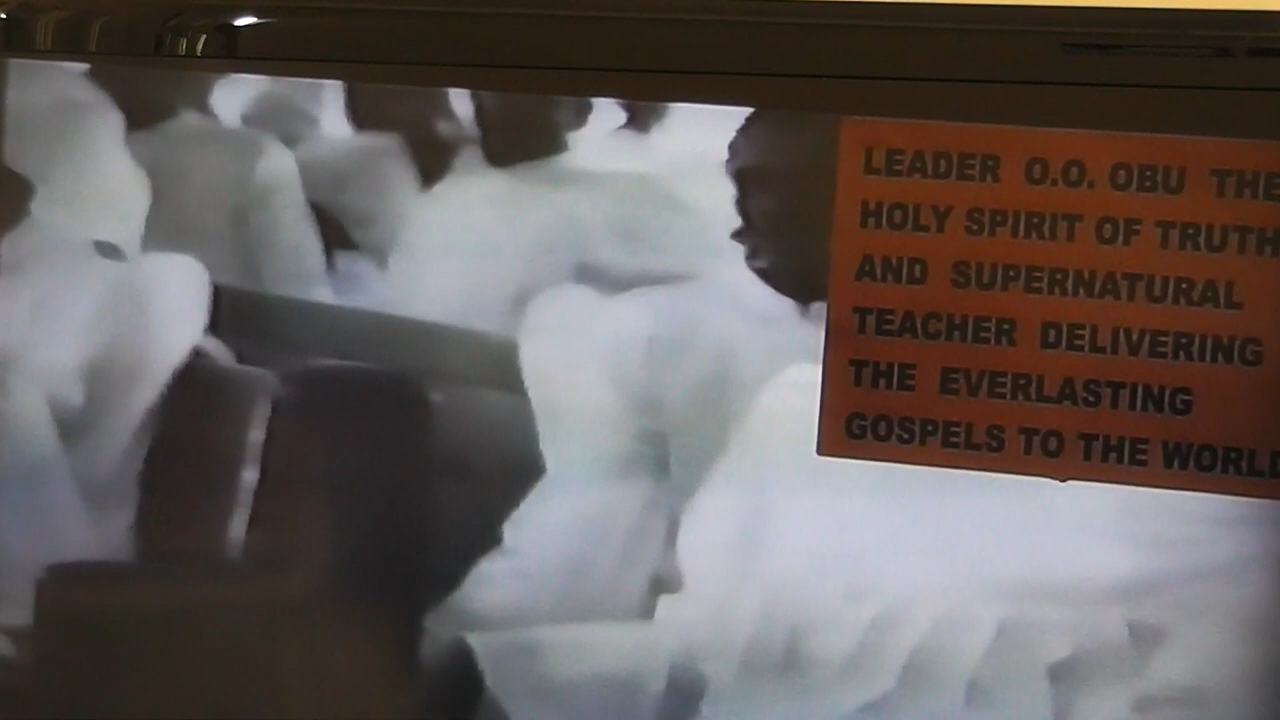 LEADER O.O. OBU THE
HOLY SPIRIT OF TRUTH
AND SUPERNATURAL
TEACHER DELIVERING
THE EVERLASTING
GOSPELS TO THE WORLD